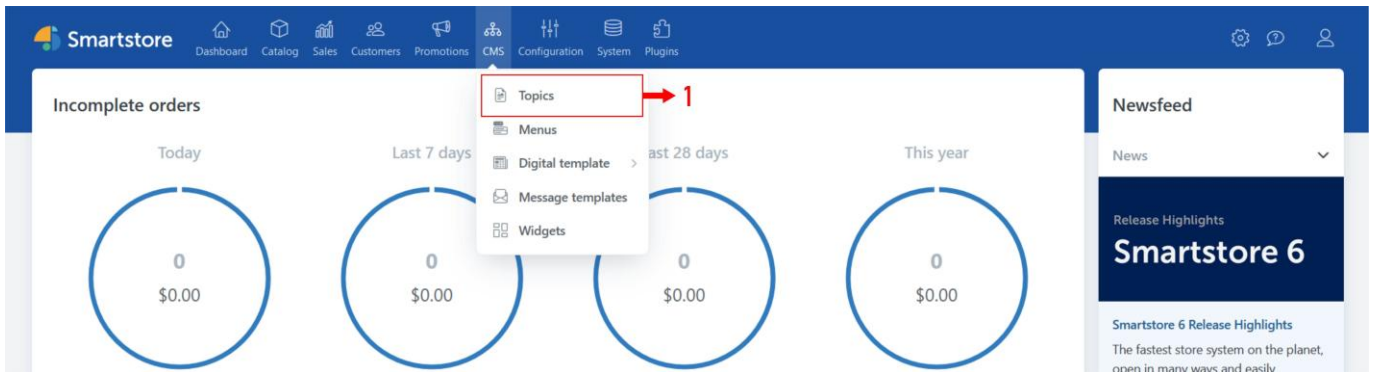 Smartstore
Dashboard Catalog Sales Customers Promotions CMS Configuration System Plugins
Topics 1
Menus
Digital template
Message templates
Widgets
Incomplete orders
Today
Last 7 days
ast 28 days
This year
0
$0.00
0
$0.00
0
$0.00
0
$0.00
Newsfeed
News
Release Highlights
Smartstore 6
Smartstore 6 Release Highlights
The fastest store system on the planet,
open in many ways and easily